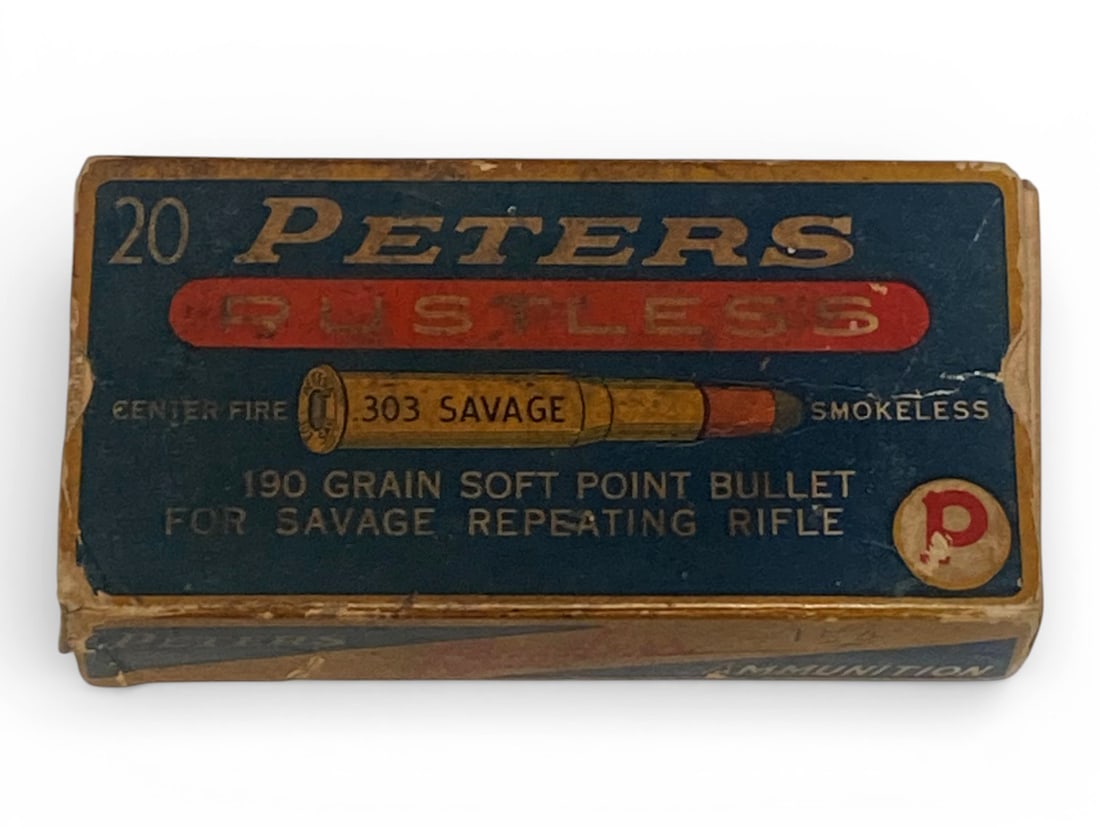 20 PETERS
RUSTLESS
CENTER FIRE .303 SAVAGE SMOKELESS
190 GRAIN SOFT POINT BULLET
FOR SAVAGE REPEATING RIFLE
P
PETERS
AMMUNITION